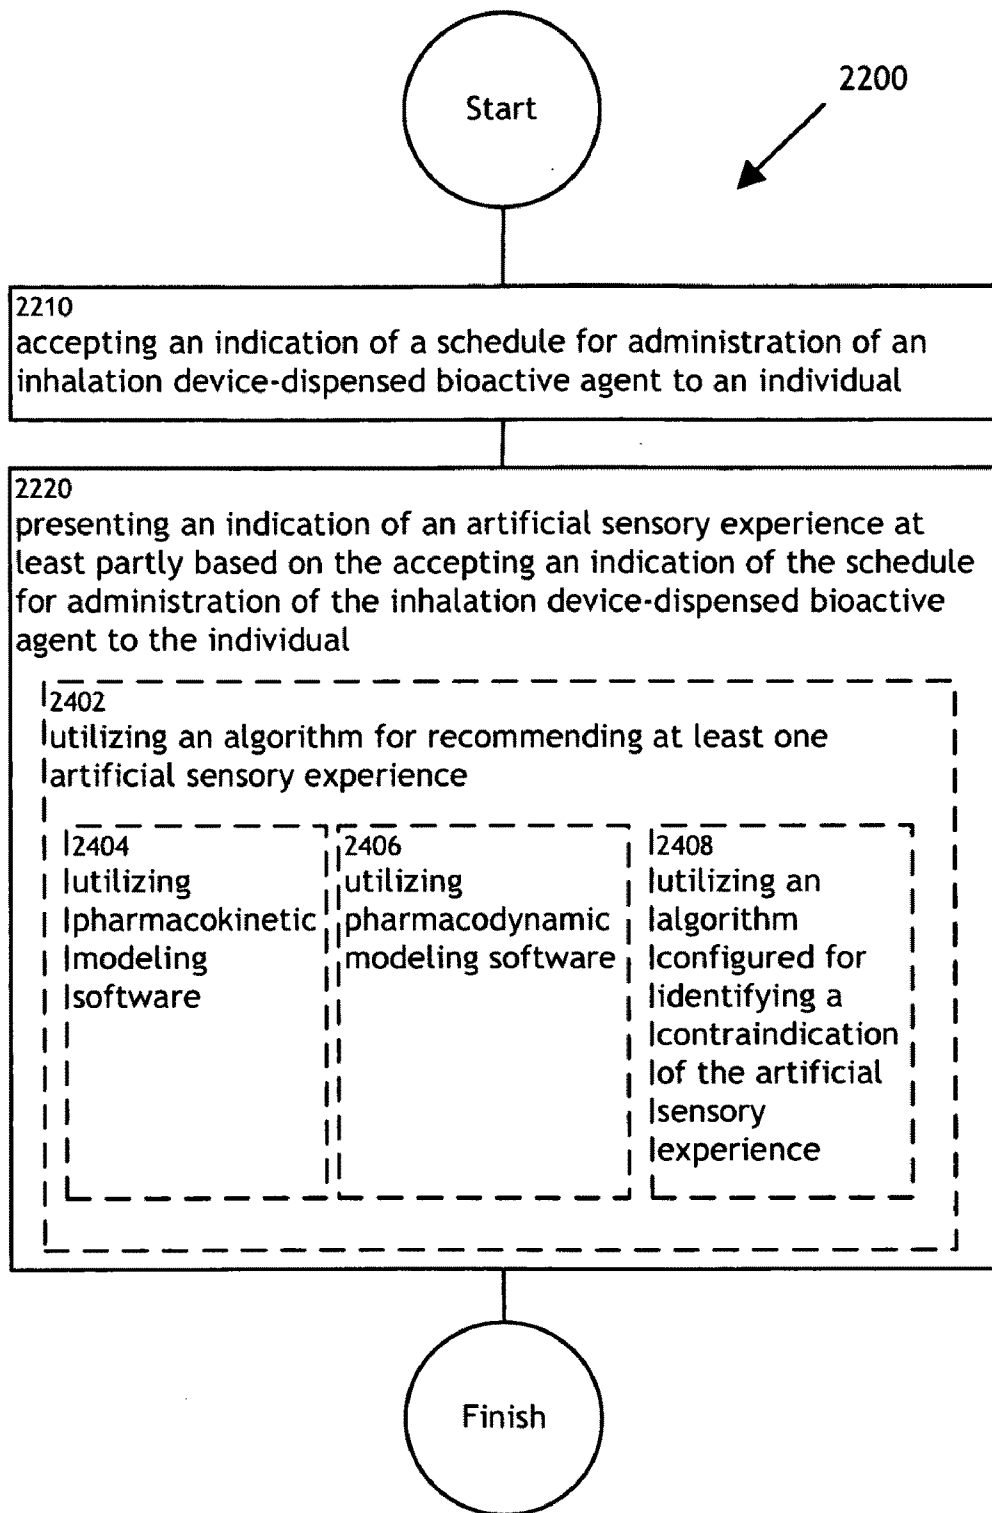 Start
2200
2210
accepting an indication of a schedule for administration of an
inhalation device-dispensed bioactive agent to an individual
2220
presenting an indication of an artificial sensory experience at
least partly based on the accepting an indication of the schedule
for administration of the inhalation device-dispensed bioactive
agent to the individual
2402
utilizing an algorithm for recommending at least one
artificial sensory experience
2404
utilizing
pharmacokinetic
modeling
software
2406
utilizing
pharmacodynamic
modeling software
2408
utilizing an
algorithm
configured for
identifying a
contraindication
of the artificial
sensory
experience
Finish